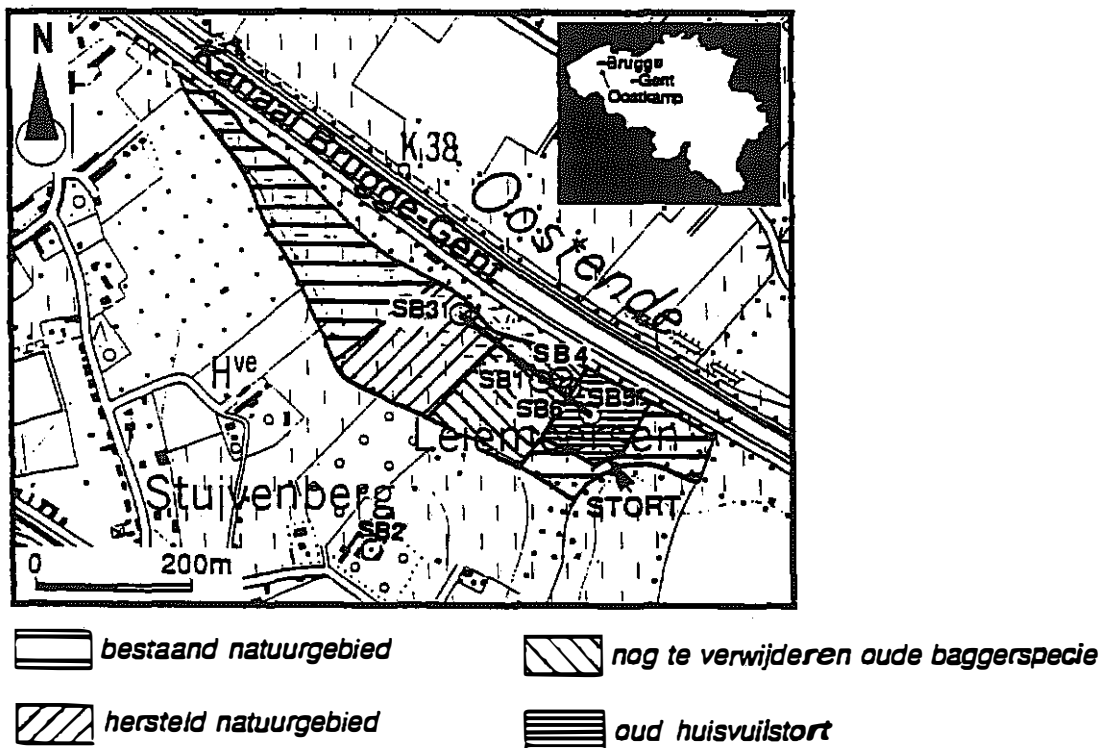 N
Brugge
Gent
Oostkamp
Kanaal Brugge-Gent
K.38
Oostende
SB31
SB4
SB1
SB5
SB6
Hve
Leiemeersen
Stuivenberg
STORT
SB2
0 200m
bestaand natuurgebied
nog te verwijderen oude baggerspecie
hersteld natuurgebied
oud huisvuilstort